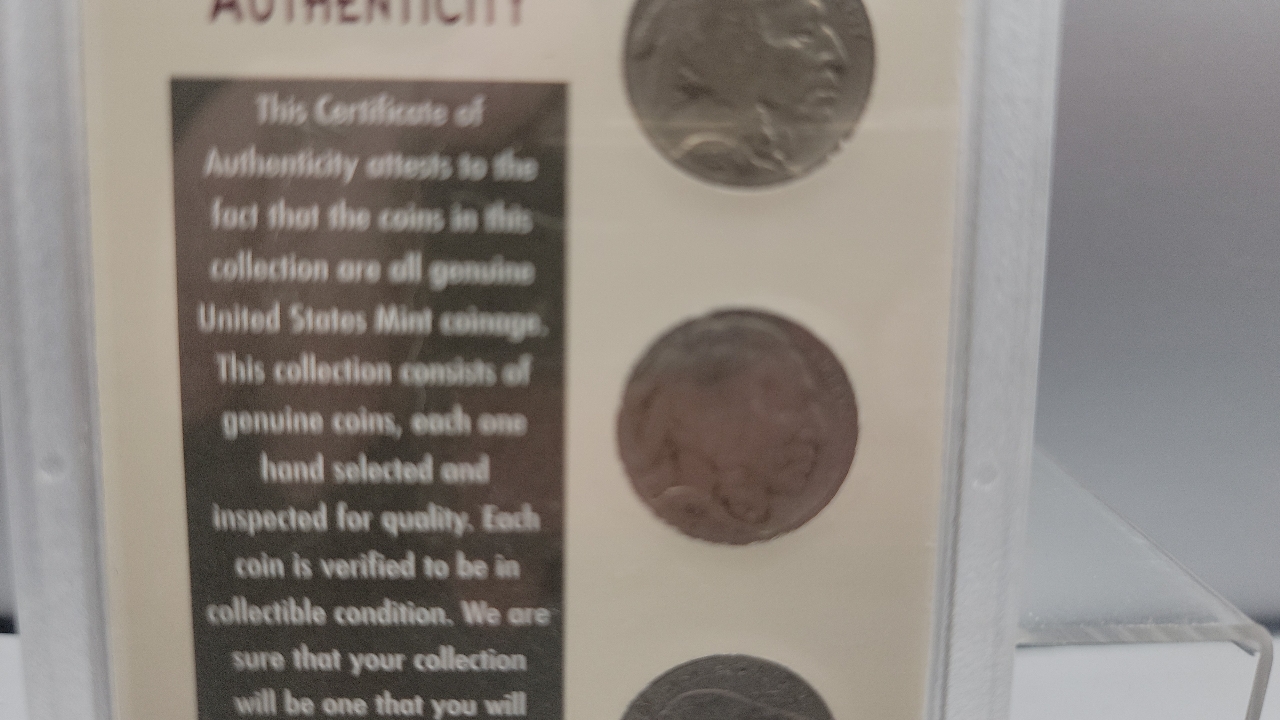 AUTHENTICITY
This Certificate of
Authenticity attests to the
fact that the coins in this
collection are all genuine
United States Mint coinage.
This collection consists of
genuine coins, each one
hand selected and
inspected for quality. Each
coin is verified to be in
collectible condition. We are
sure that your collection
will be one that you will